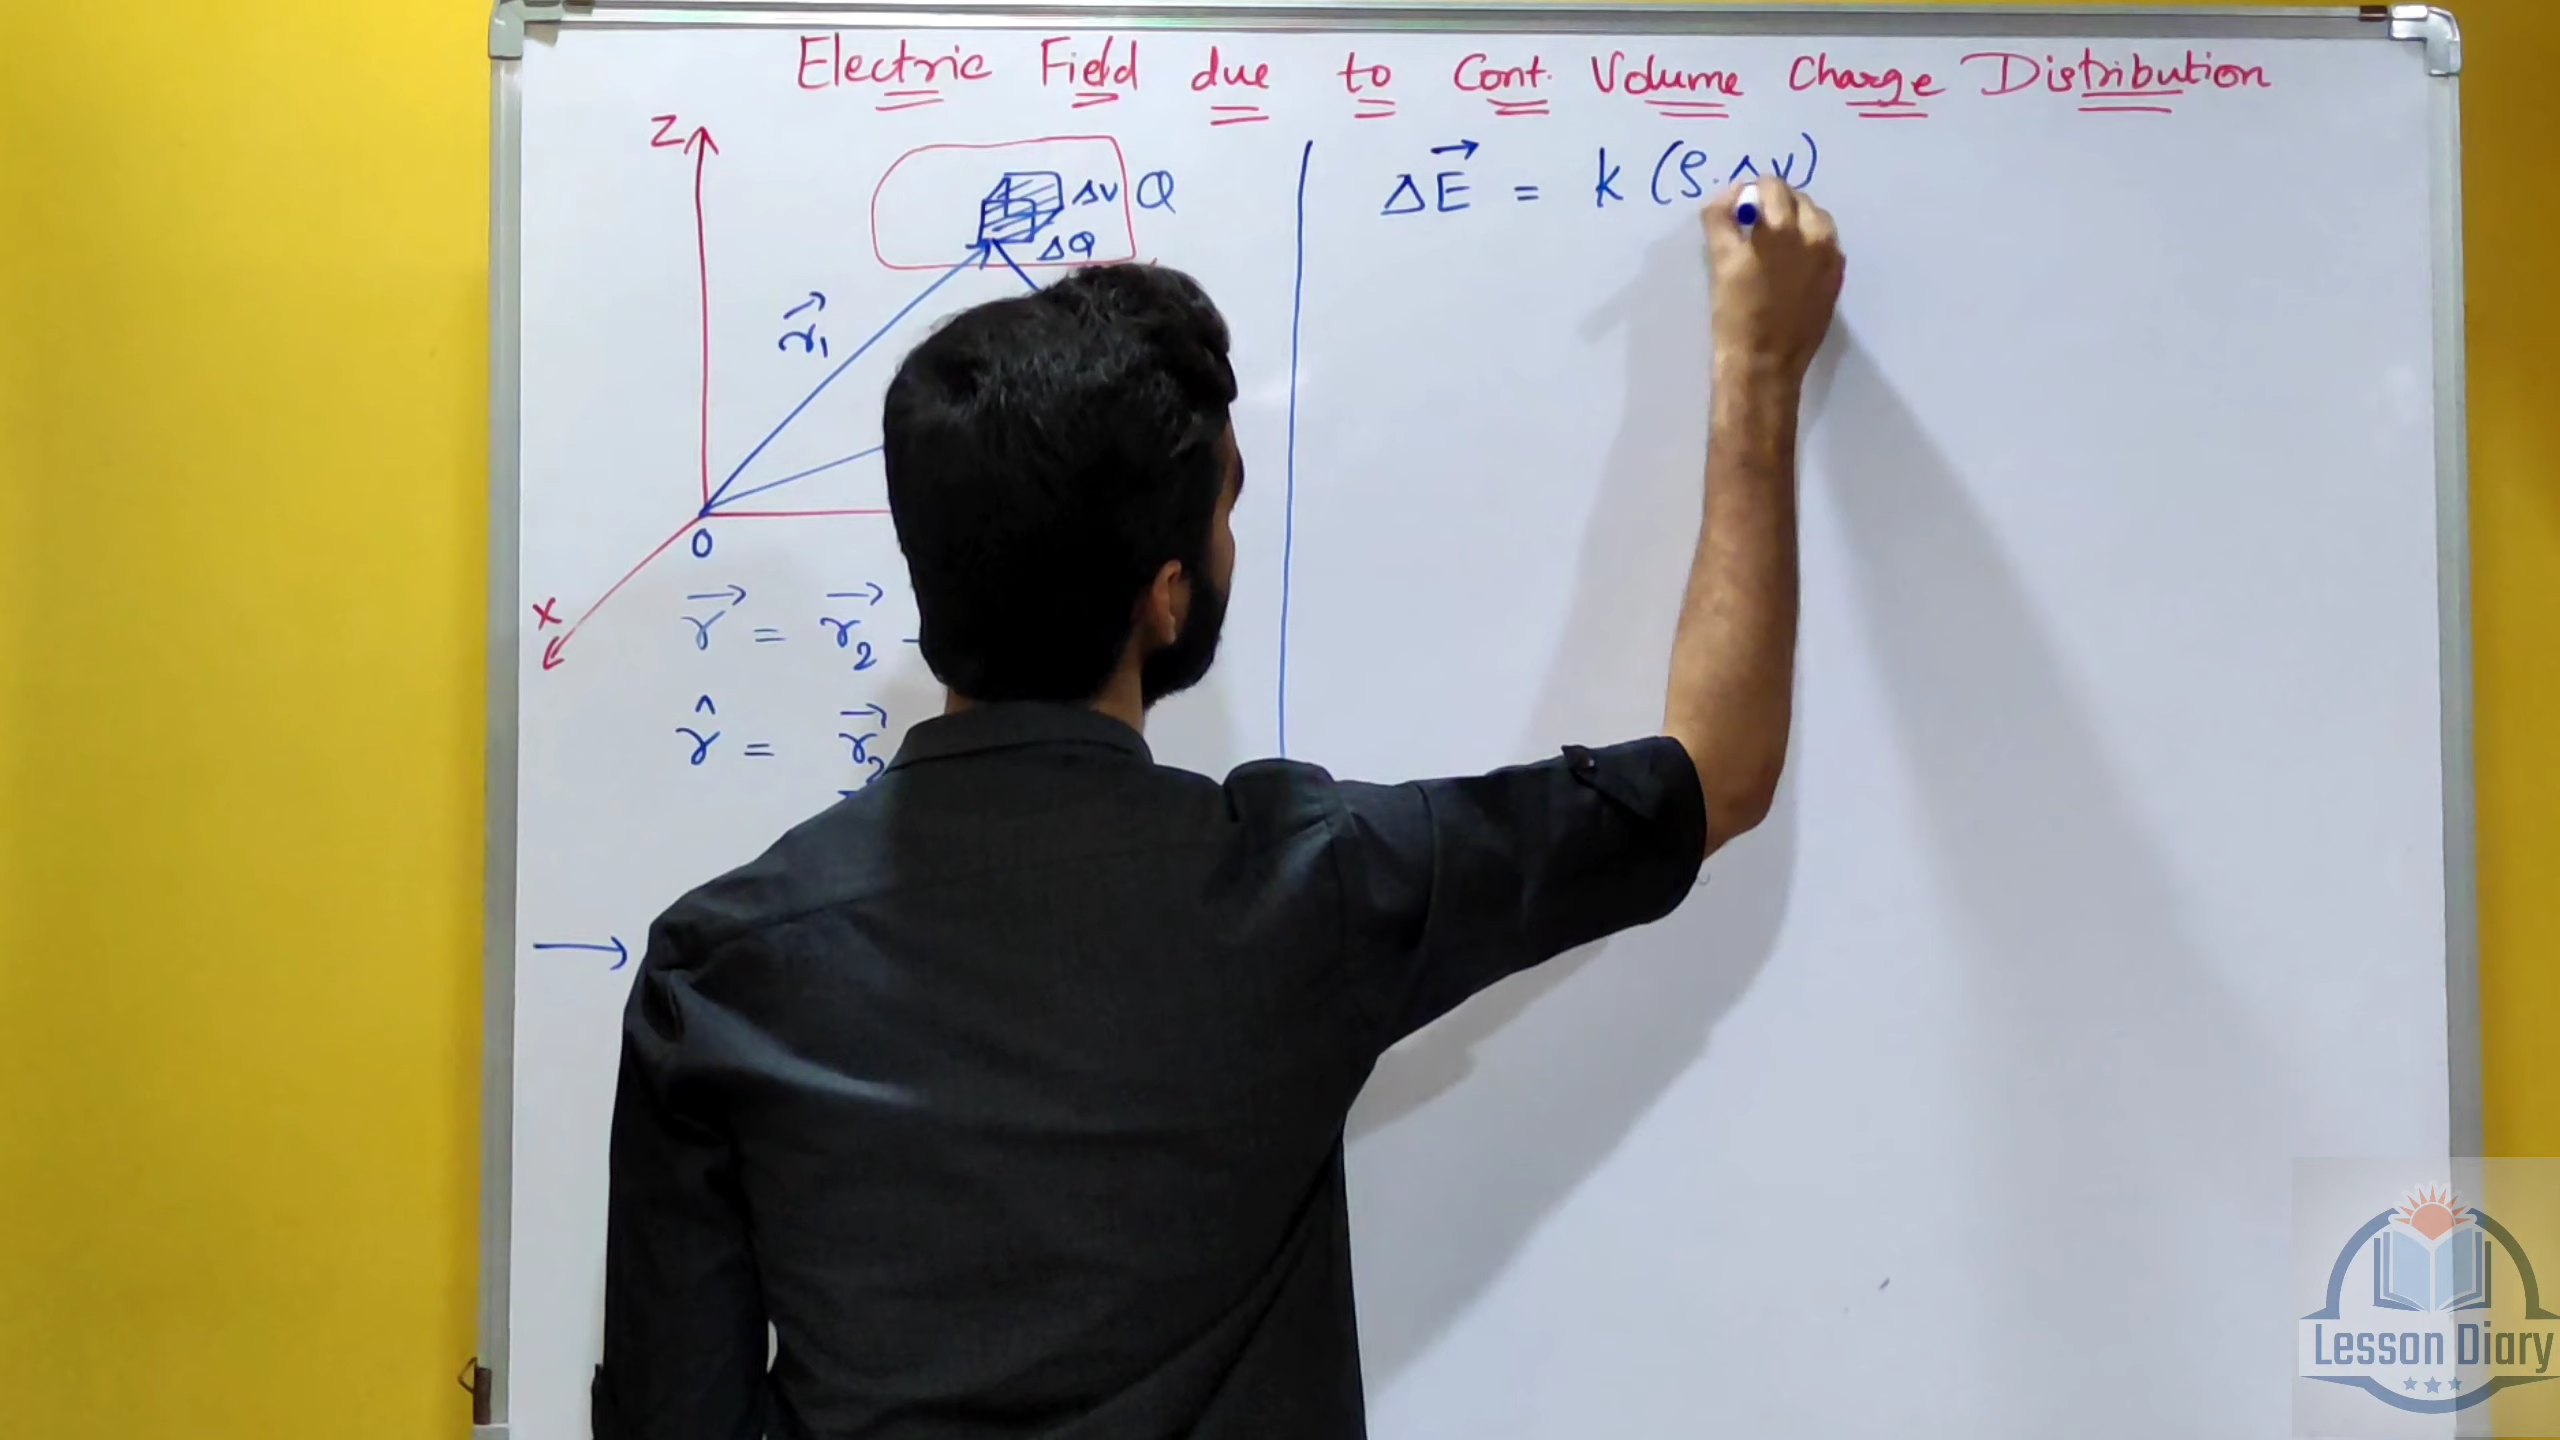 Electric Field due to Cont. Volume Charge Distribution
Z
ΔV Q
ΔQ
r⃗₁
O
X
r⃗ = r⃗₂ -
r̂ = r⃗₂
ΔE⃗ = k (ρ.ΔV)
Lesson Diary